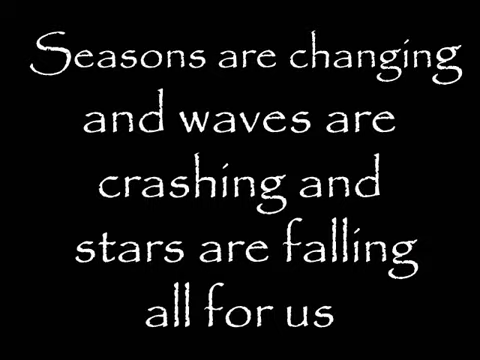 Seasons are changing
and waves are
crashing and
stars are falling
all for us